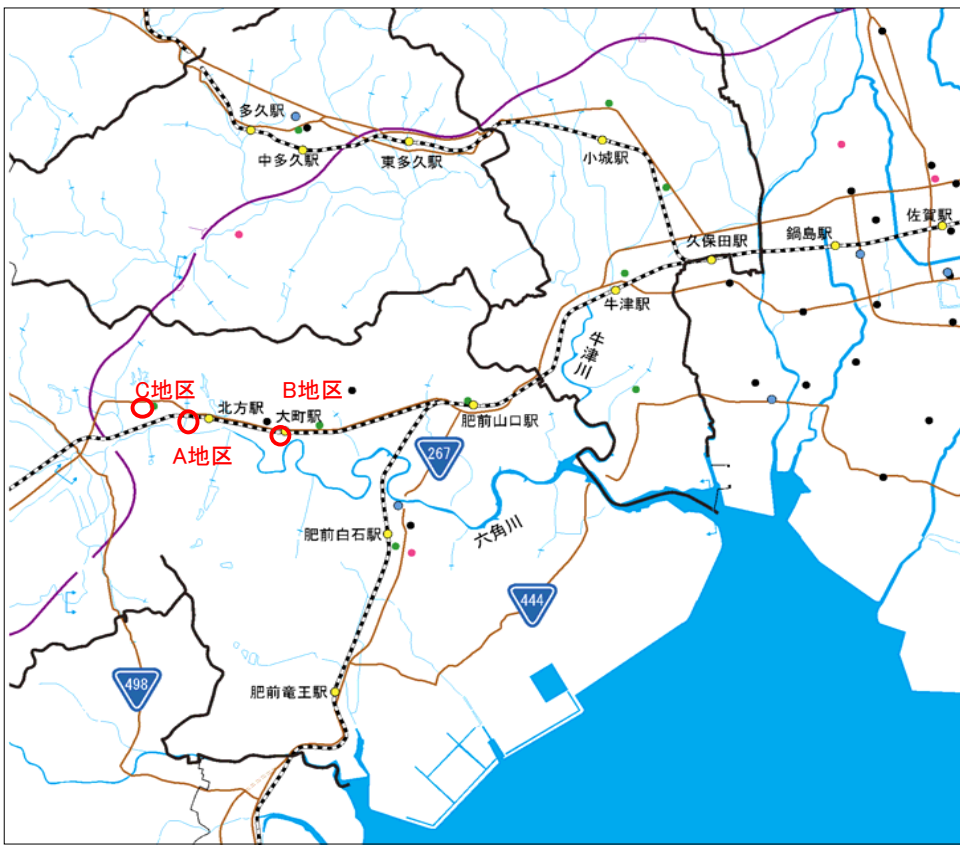 多久駅
中多久駅
東多久駅
小城駅
佐賀駅
鍋島駅
久保田駅
牛津駅
牛津川
C地区
B地区
北方駅
大町駅
A地区
肥前山口駅
267
肥前白石駅
六角川
444
498
肥前竜王駅